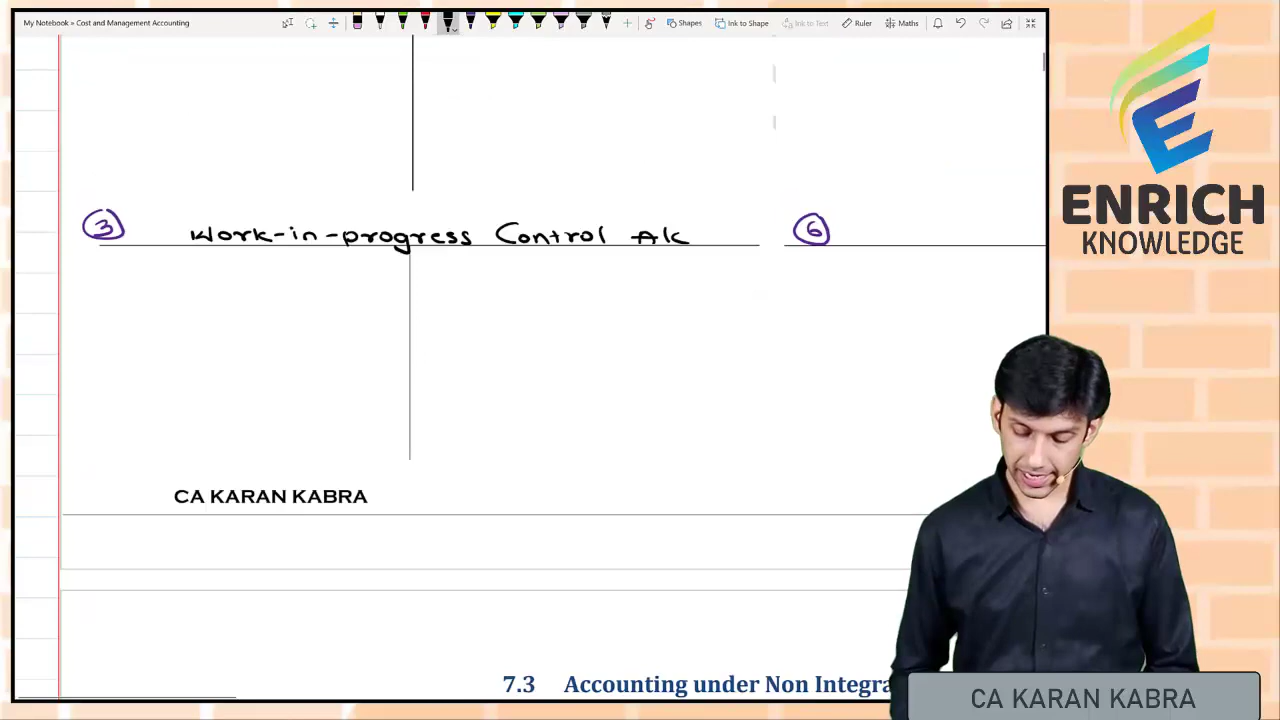 My Notebook » Cost and Management Accounting
Shapes
Ink to Shape
Ink to Text
Ruler
Maths
ENRICH
KNOWLEDGE
3 Work-in-progress Control A/c
6
CA KARAN KABRA
7.3 Accounting under Non Integra
CA KARAN KABRA